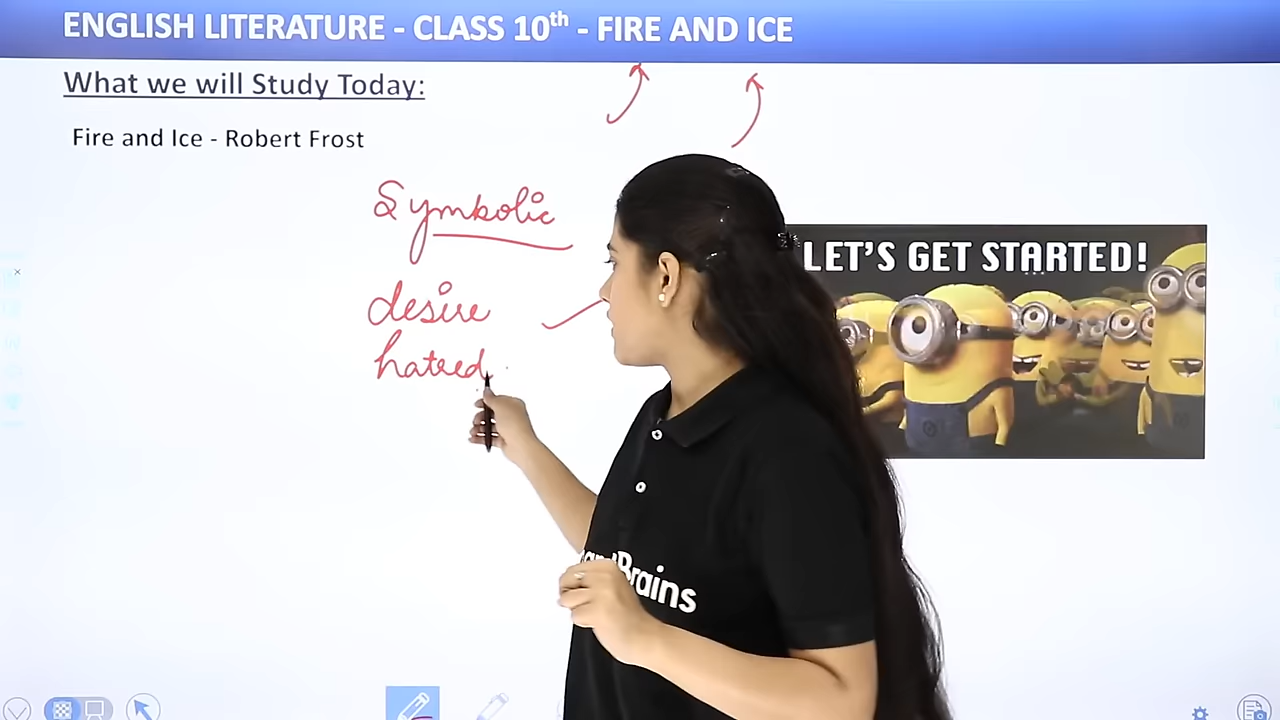 ENGLISH LITERATURE - CLASS 10th - FIRE AND ICE
What we will Study Today:
Fire and Ice - Robert Frost
Symbolic
desire
hatred
LET'S GET STARTED!
Brains